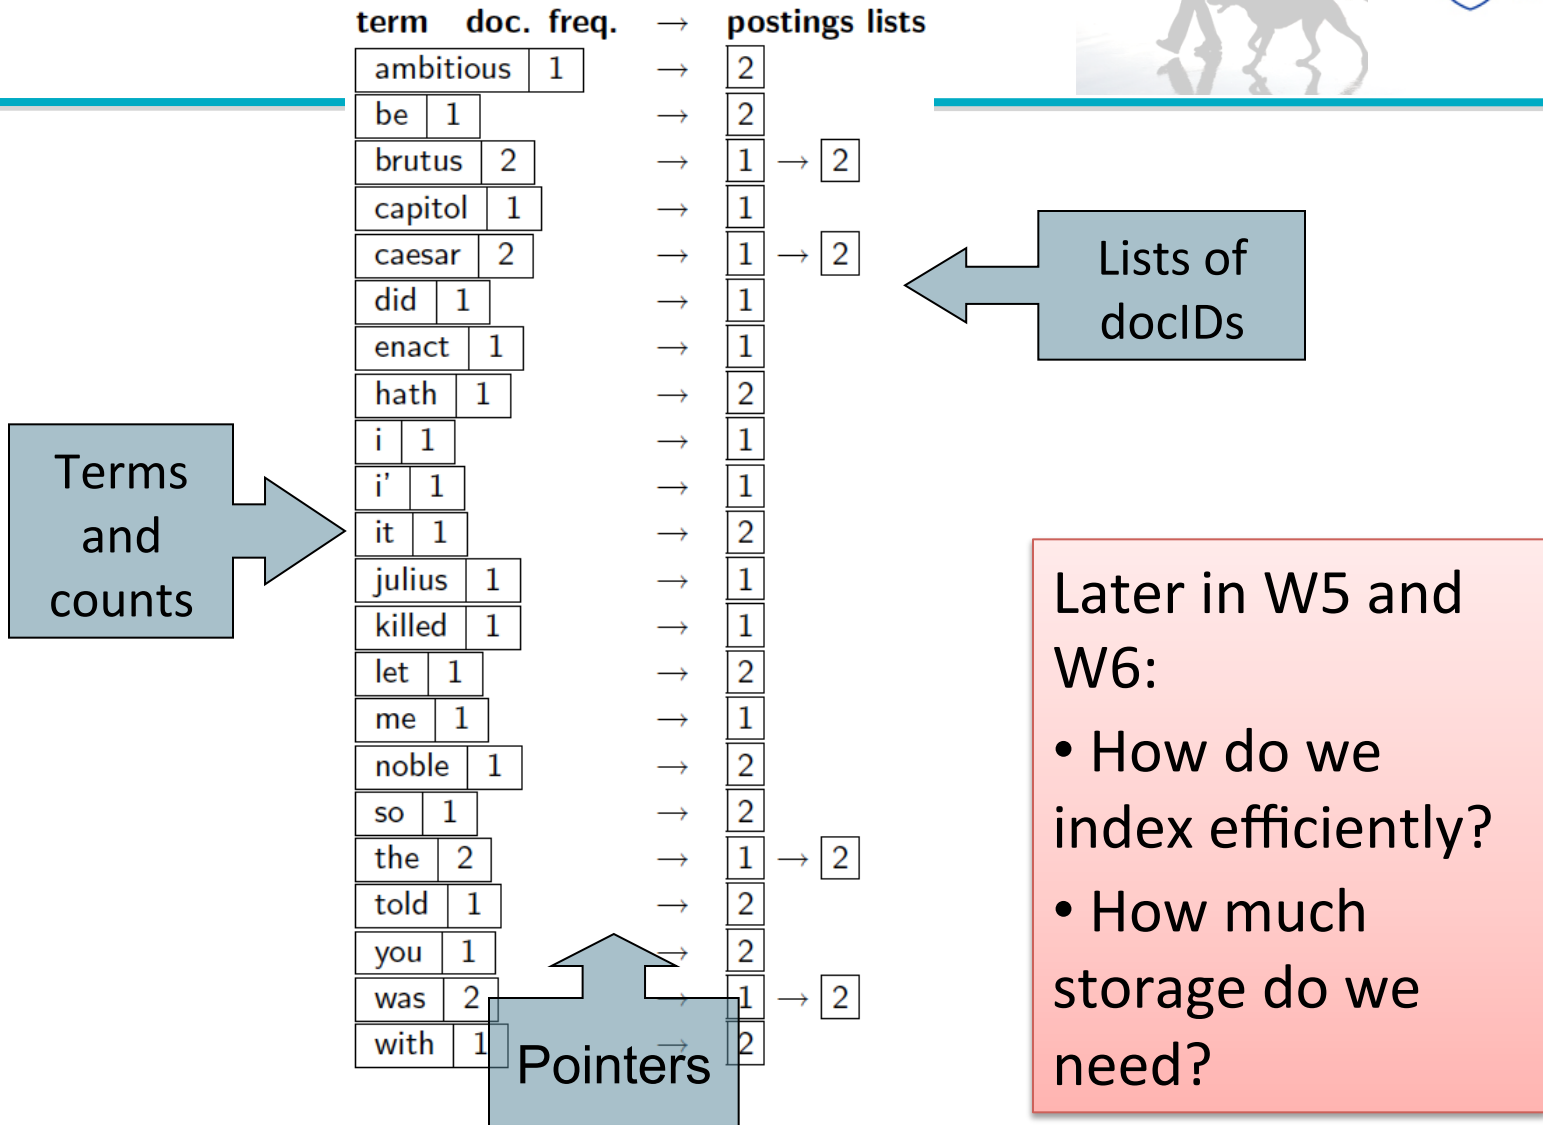 term doc. freq. → postings lists
ambitious 1 → 2
be 1 → 2
brutus 2 → 1 → 2
capitol 1 → 1
caesar 2 → 1 → 2
did 1 → 1
enact 1 → 1
hath 1 → 2
i 1 → 1
i' 1 → 1
it 1 → 2
julius 1 → 1
killed 1 → 1
let 1 → 2
me 1 → 1
noble 1 → 2
so 1 → 2
the 2 → 1 → 2
told 1 → 2
you 1 → 2
was 2 → 1 → 2
with 1 → 2
Lists of
docIDs
Terms
and
counts
Pointers
Later in W5 and
W6:
• How do we
index efficiently?
• How much
storage do we
need?